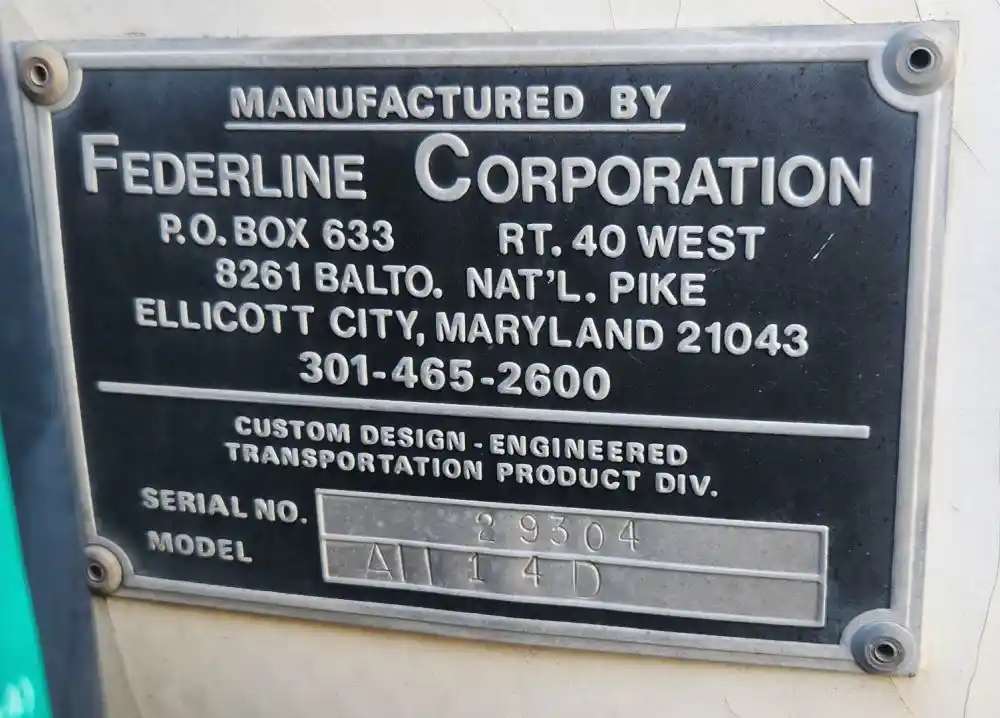 MANUFACTURED BY
FEDERLINE CORPORATION
P.O. BOX 633 RT. 40 WEST
8261 BALTO. NAT'L. PIKE
ELLICOTT CITY, MARYLAND 21043
301-465-2600
CUSTOM DESIGN - ENGINEERED
TRANSPORTATION PRODUCT DIV.
SERIAL NO. 29304
MODEL 14D